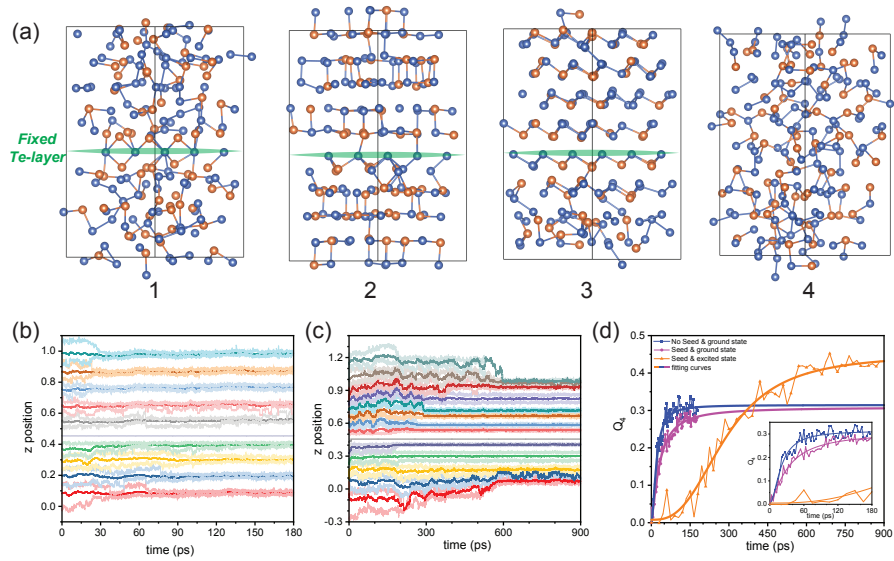 (a)
Fixed
Te-layer
1
2
3
4
(b)
1.0
0.8
0.6
0.4
0.2
0.0
z position
0
30
60
90
120
150
180
time (ps)
(c)
1.2
0.9
0.6
0.3
0.0
-0.3
z position
0
300
600
900
time (ps)
(d)
0.5
0.4
0.3
0.2
0.1
0.0
Q4
No Seed & ground state
Seed & ground state
Seed & excited state
fitting curves
0.3
0.2
0.1
0.0
Q4
0
60
120
180
time (ps)
0
150
300
450
600
750
900
time (ps)